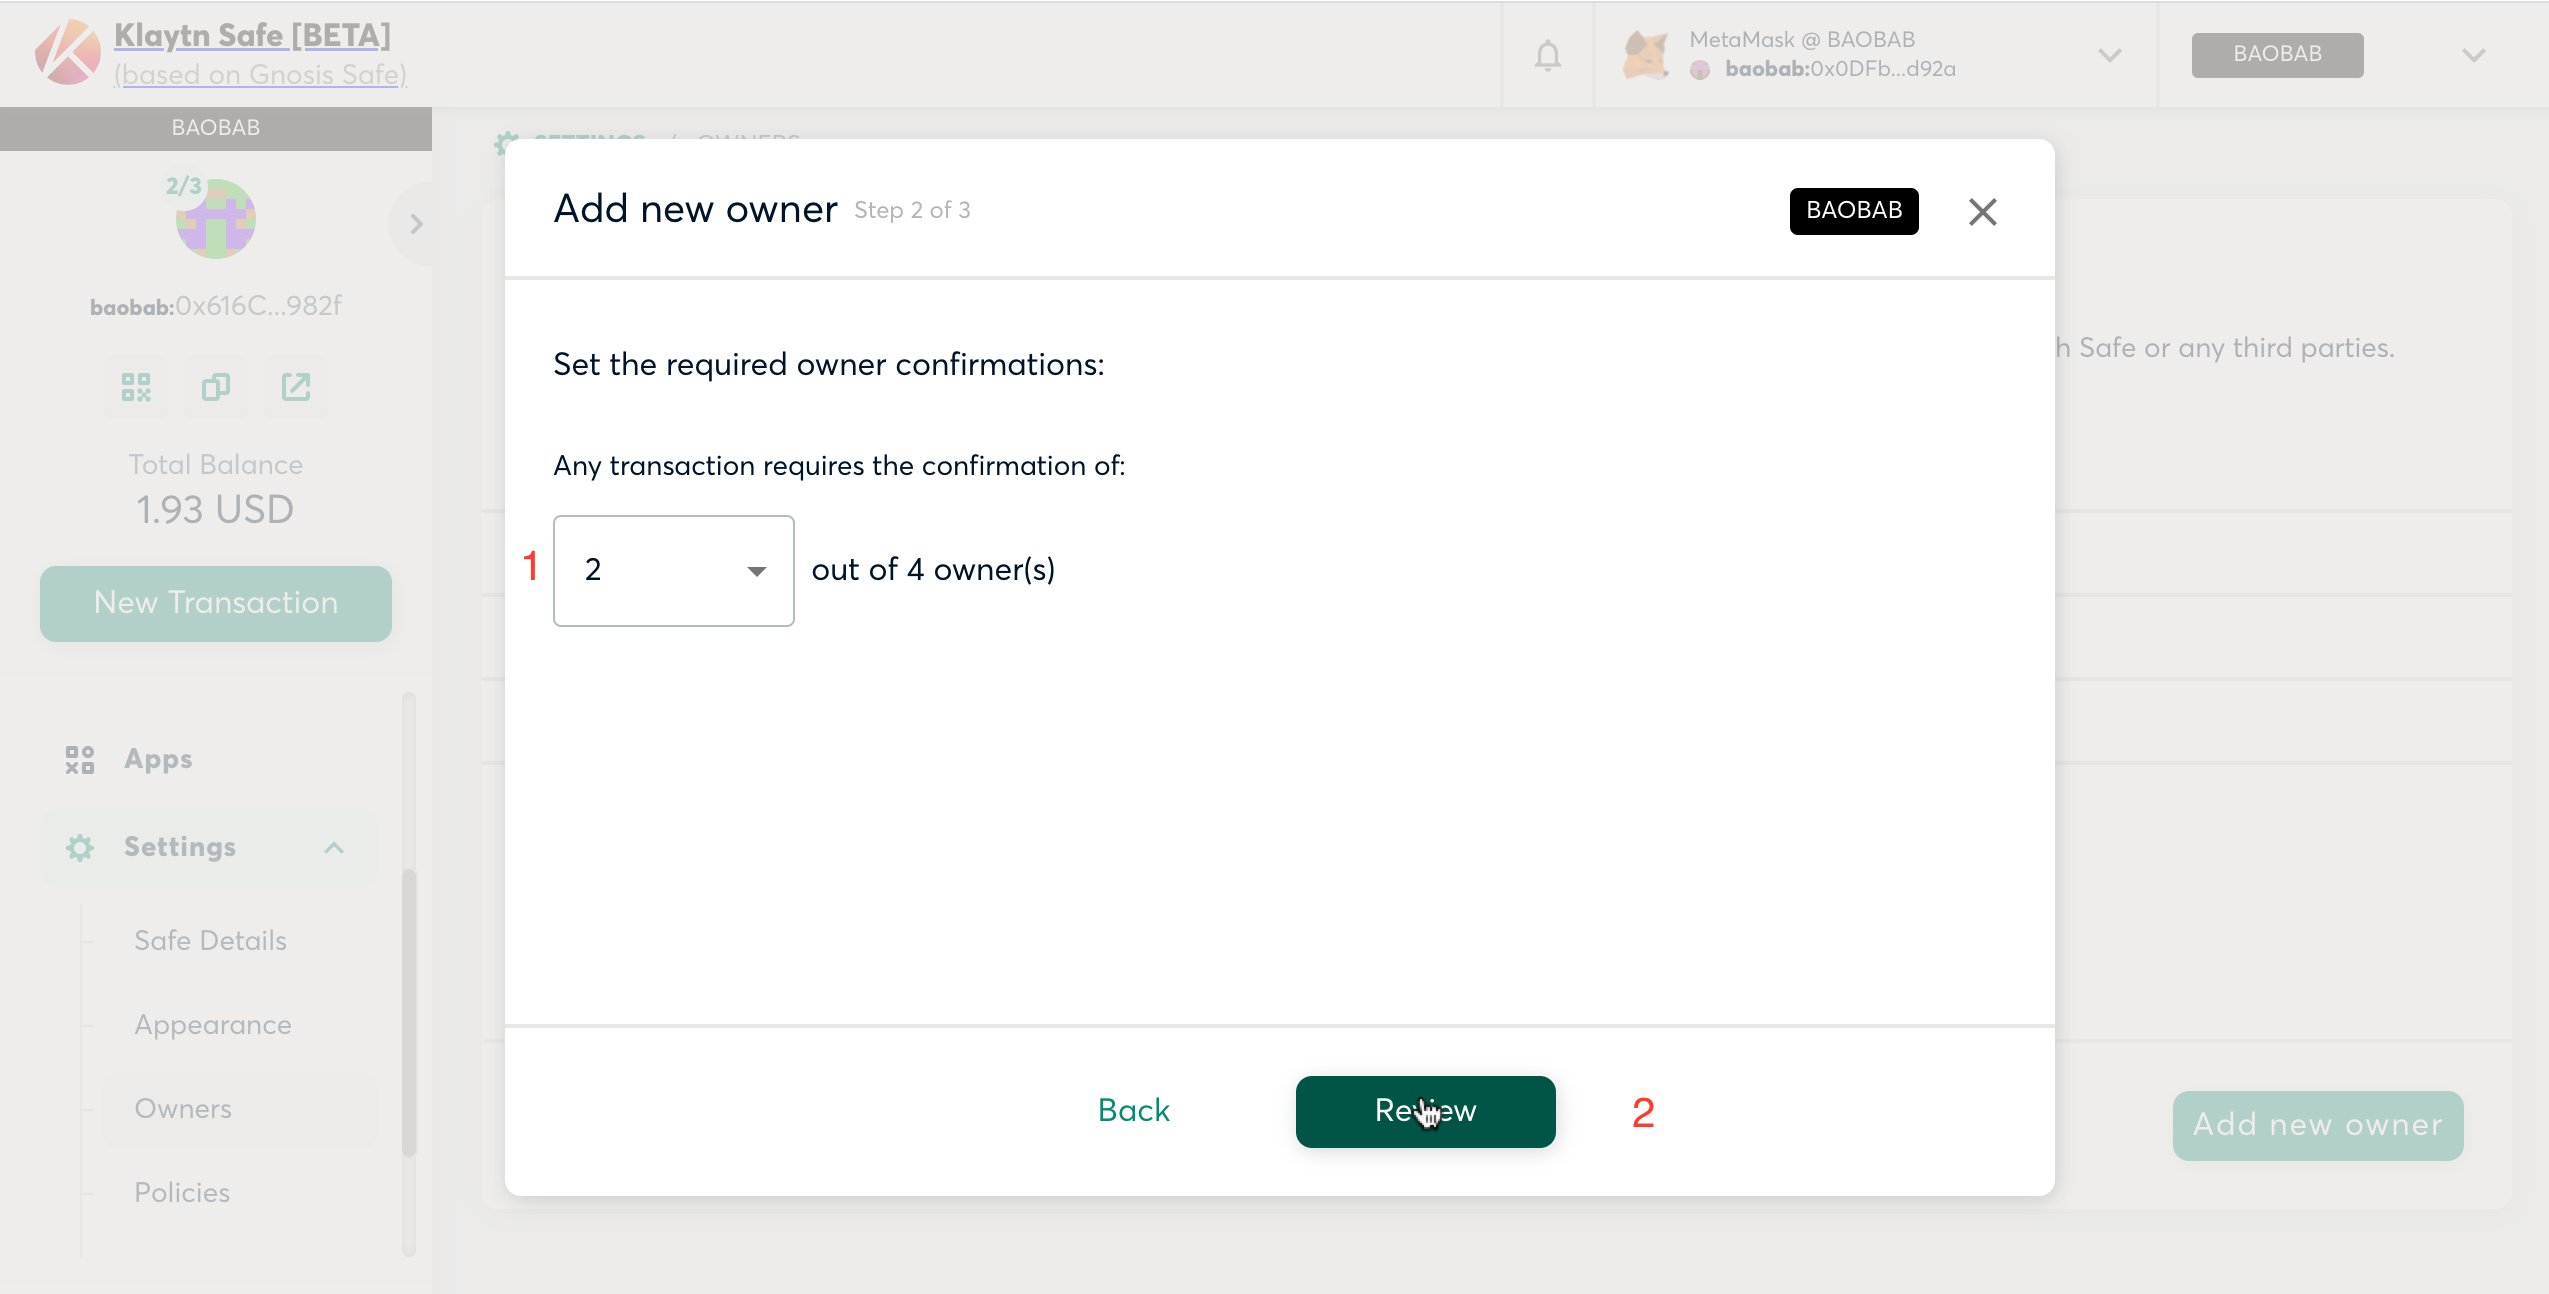 Klaytn Safe [BETA]
(based on Gnosis Safe)
MetaMask @ BAOBAB
baobab:0x0DFb...d92a
BAOBAB
BAOBAB
2/3
baobab:0x616C...982f
Total Balance
1.93 USD
New Transaction
Apps
Settings
Safe Details
Appearance
Owners
Policies
SETTINGS / OWNERS
Add new owner Step 2 of 3
BAOBAB
Set the required owner confirmations:
Any transaction requires the confirmation of:
1 2 out of 4 owner(s)
Back Review 2
h Safe or any third parties.
Add new owner